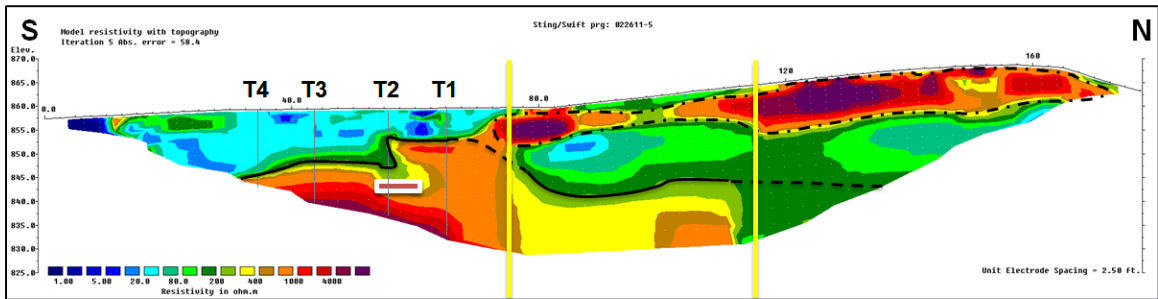 S
N
Sting/Swift prg: 022611-5
Model resistivity with topography
Iteration 5 Abs. error = 58.4
Elev.
870.0
865.0
860.0
855.0
850.0
845.0
840.0
835.0
830.0
825.0
0.0
40.0
80.0
120
160
T4 T3 T2 T1
1.00 5.00 20.0 80.0 200 400 1000 4000
Resistivity in ohm.m
Unit Electrode Spacing = 2.50 ft.